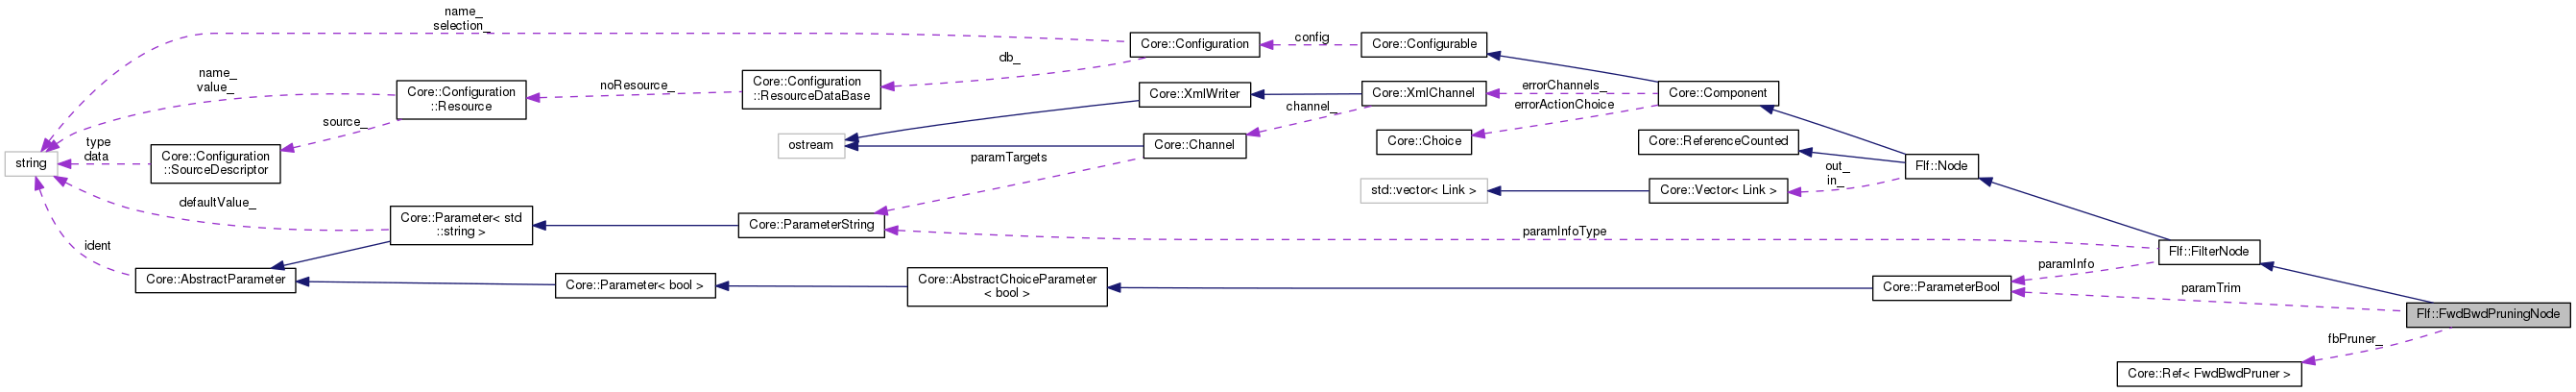 name_
selection_
Core::Configuration
config
Core::Configurable
db_
name_
value_
Core::Configuration
::Resource
noResource_
Core::Configuration
::ResourceDataBase
Core::XmlWriter
Core::XmlChannel
errorChannels_
errorActionChoice
Core::Component
channel_
source_
type
data
string
Core::Configuration
::SourceDescriptor
ostream
Core::Channel
Core::Choice
Core::ReferenceCounted
paramTargets
Flf::Node
out_
in_
std::vector< Link >
Core::Vector< Link >
defaultValue_
Core::Parameter< std
::string >
Core::ParameterString
paramInfoType
ident
Flf::FilterNode
paramInfo
Core::AbstractParameter
Core::Parameter< bool >
Core::AbstractChoiceParameter
< bool >
Core::ParameterBool
paramTrim
Flf::FwdBwdPruningNode
fbPruner_
Core::Ref< FwdBwdPruner >